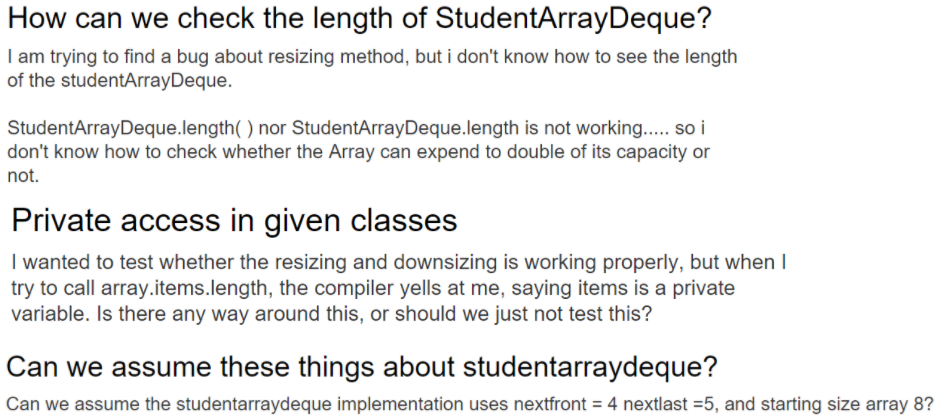 How can we check the length of StudentArrayDeque?
I am trying to find a bug about resizing method, but i don't know how to see the length
of the studentArrayDeque.
StudentArrayDeque.length( ) nor StudentArrayDeque.length is not working..... so i
don't know how to check whether the Array can expend to double of its capacity or
not.
Private access in given classes
I wanted to test whether the resizing and downsizing is working properly, but when I
try to call array.items.length, the compiler yells at me, saying items is a private
variable. Is there any way around this, or should we just not test this?
Can we assume these things about studentarraydeque?
Can we assume the studentarraydeque implementation uses nextfront = 4 nextlast =5, and starting size array 8?